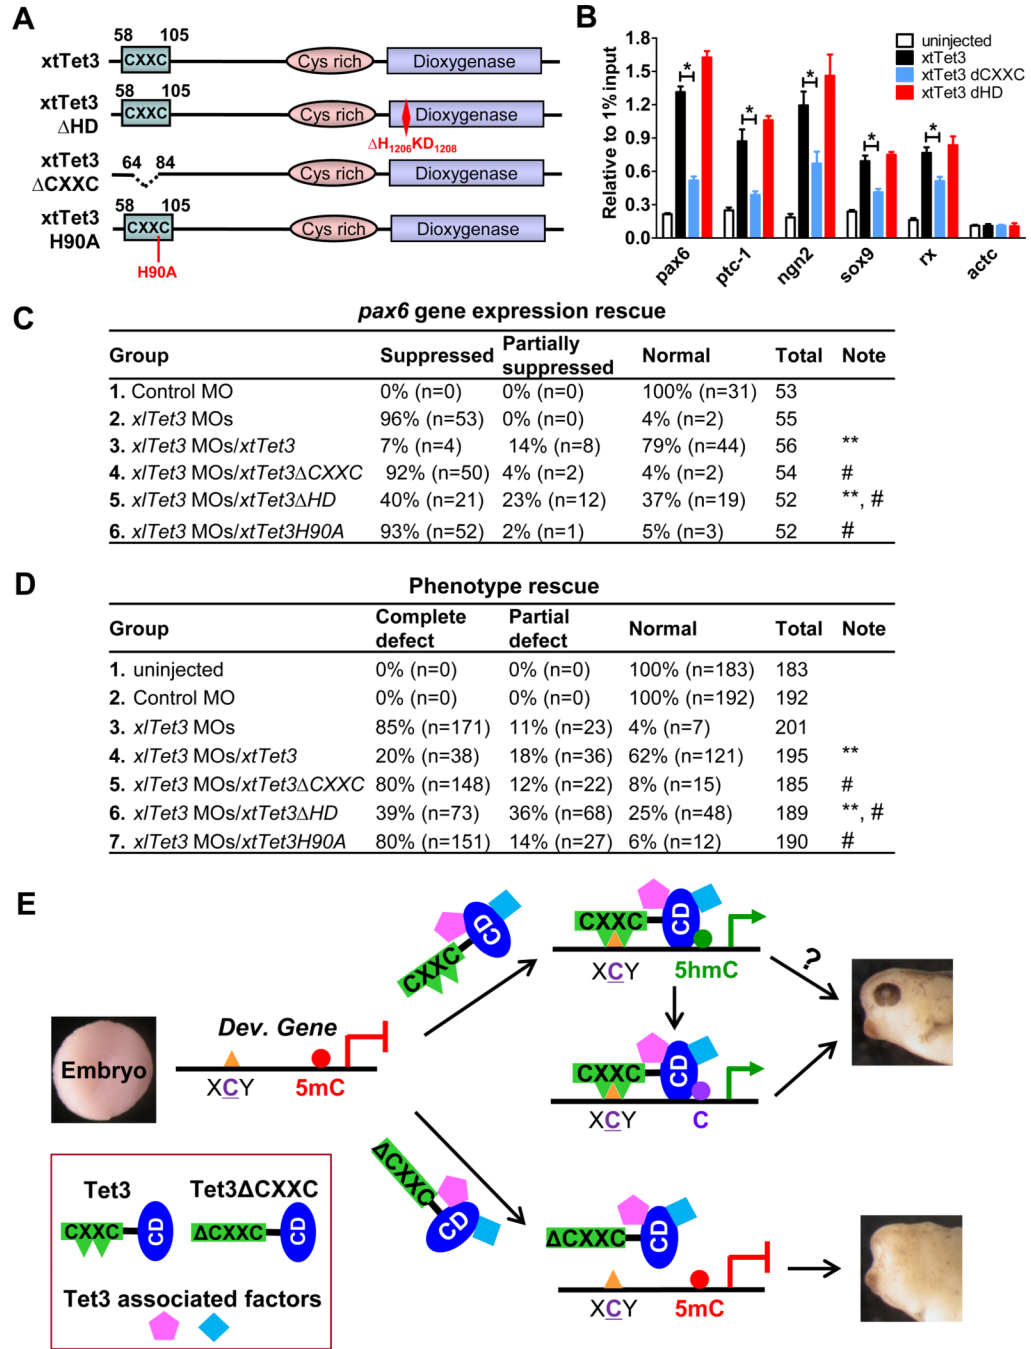 A
58 105
xtTet3 CXXC Cys rich Dioxygenase
58 105
xtTet3
ΔHD CXXC Cys rich Dioxygenase
ΔH1206KD1208
xtTet3
ΔCXXC 64 84 Cys rich Dioxygenase
58 105
xtTet3
H90A CXXC Cys rich Dioxygenase
H90A
B
Relative to 1% input
1.8
1.5
1.2
0.9
0.6
0.3
0.0
uninjected
xtTet3
xtTet3 dCXXC
xtTet3 dHD
* * * * *
pax6 ptc-1 ngn2 sox9 rx actc
C
pax6 gene expression rescue
Group Suppressed Partially suppressed Normal Total Note
1. Control MO 0% (n=0) 0% (n=0) 100% (n=31) 53
2. xlTet3 MOs 96% (n=53) 0% (n=0) 4% (n=2) 55
3. xlTet3 MOs/xtTet3 7% (n=4) 14% (n=8) 79% (n=44) 56 **
4. xlTet3 MOs/xtTet3ΔCXXC 92% (n=50) 4% (n=2) 4% (n=2) 54 #
5. xlTet3 MOs/xtTet3ΔHD 40% (n=21) 23% (n=12) 37% (n=19) 52 **, #
6. xlTet3 MOs/xtTet3H90A 93% (n=52) 2% (n=1) 5% (n=3) 52 #
D
Phenotype rescue
Group Complete defect Partial defect Normal Total Note
1. uninjected 0% (n=0) 0% (n=0) 100% (n=183) 183
2. Control MO 0% (n=0) 0% (n=0) 100% (n=192) 192
3. xlTet3 MOs 85% (n=171) 11% (n=23) 4% (n=7) 201
4. xlTet3 MOs/xtTet3 20% (n=38) 18% (n=36) 62% (n=121) 195 **
5. xlTet3 MOs/xtTet3ΔCXXC 80% (n=148) 12% (n=22) 8% (n=15) 185 #
6. xlTet3 MOs/xtTet3ΔHD 39% (n=73) 36% (n=68) 25% (n=48) 189 **, #
7. xlTet3 MOs/xtTet3H90A 80% (n=151) 14% (n=27) 6% (n=12) 190 #
E
Embryo
Dev. Gene
XCY 5mC
CXXC CD
CXXC CD
XCY 5hmC
?
CXXC CD
XCY C
ΔCXXC CD
ΔCXXC CD
XCY 5mC
Tet3 Tet3ΔCXXC
CXXC CD ΔCXXC CD
Tet3 associated factors